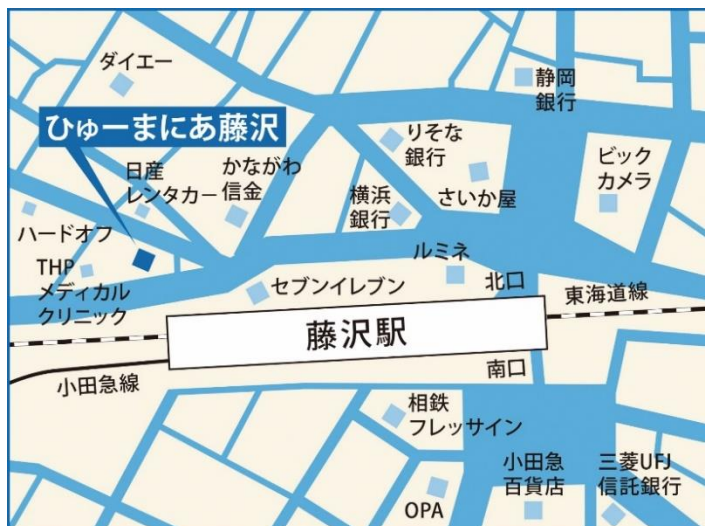 ダイエー
静岡
銀行
ひゅーまにあ藤沢
りそな
銀行
ビック
カメラ
日産
レンタカー
かながわ
信金
横浜
銀行
さいか屋
ハードオフ
THP
メディカル
クリニック
セブンイレブン
ルミネ
北口
東海道線
藤沢駅
小田急線
南口
相鉄
フレッサイン
小田急
百貨店
三菱UFJ
信託銀行
OPA